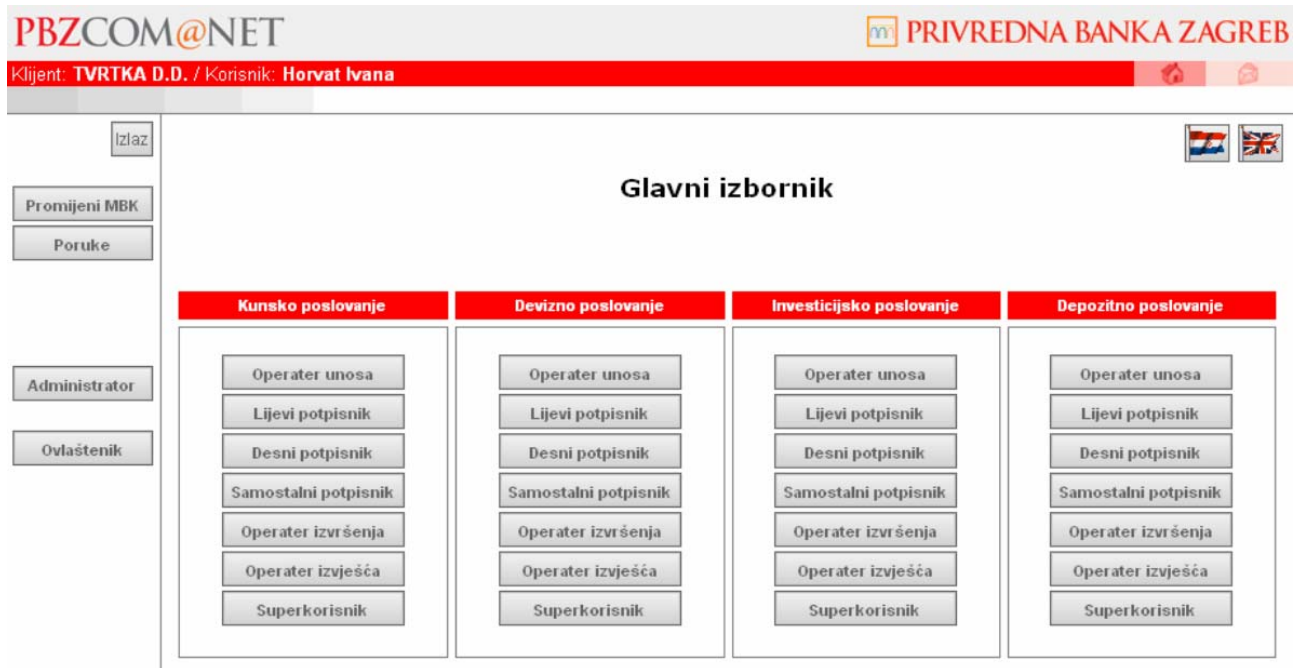 PBZCOM@NET
PRIVREDNA BANKA ZAGREB
Klijent: TVRTKA D.D. / Korisnik: Horvat Ivana
Izlaz
Glavni izbornik
Promijeni MBK
Poruke
Administrator
Ovlaštenik
Kunsko poslovanje
Operater unosa
Lijevi potpisnik
Desni potpisnik
Samostalni potpisnik
Operater izvršenja
Operater izvješća
Superkorisnik
Devizno poslovanje
Operater unosa
Lijevi potpisnik
Desni potpisnik
Samostalni potpisnik
Operater izvršenja
Operater izvješća
Superkorisnik
Investicijsko poslovanje
Operater unosa
Lijevi potpisnik
Desni potpisnik
Samostalni potpisnik
Operater izvršenja
Operater izvješća
Superkorisnik
Depozitno poslovanje
Operater unosa
Lijevi potpisnik
Desni potpisnik
Samostalni potpisnik
Operater izvršenja
Operater izvješća
Superkorisnik